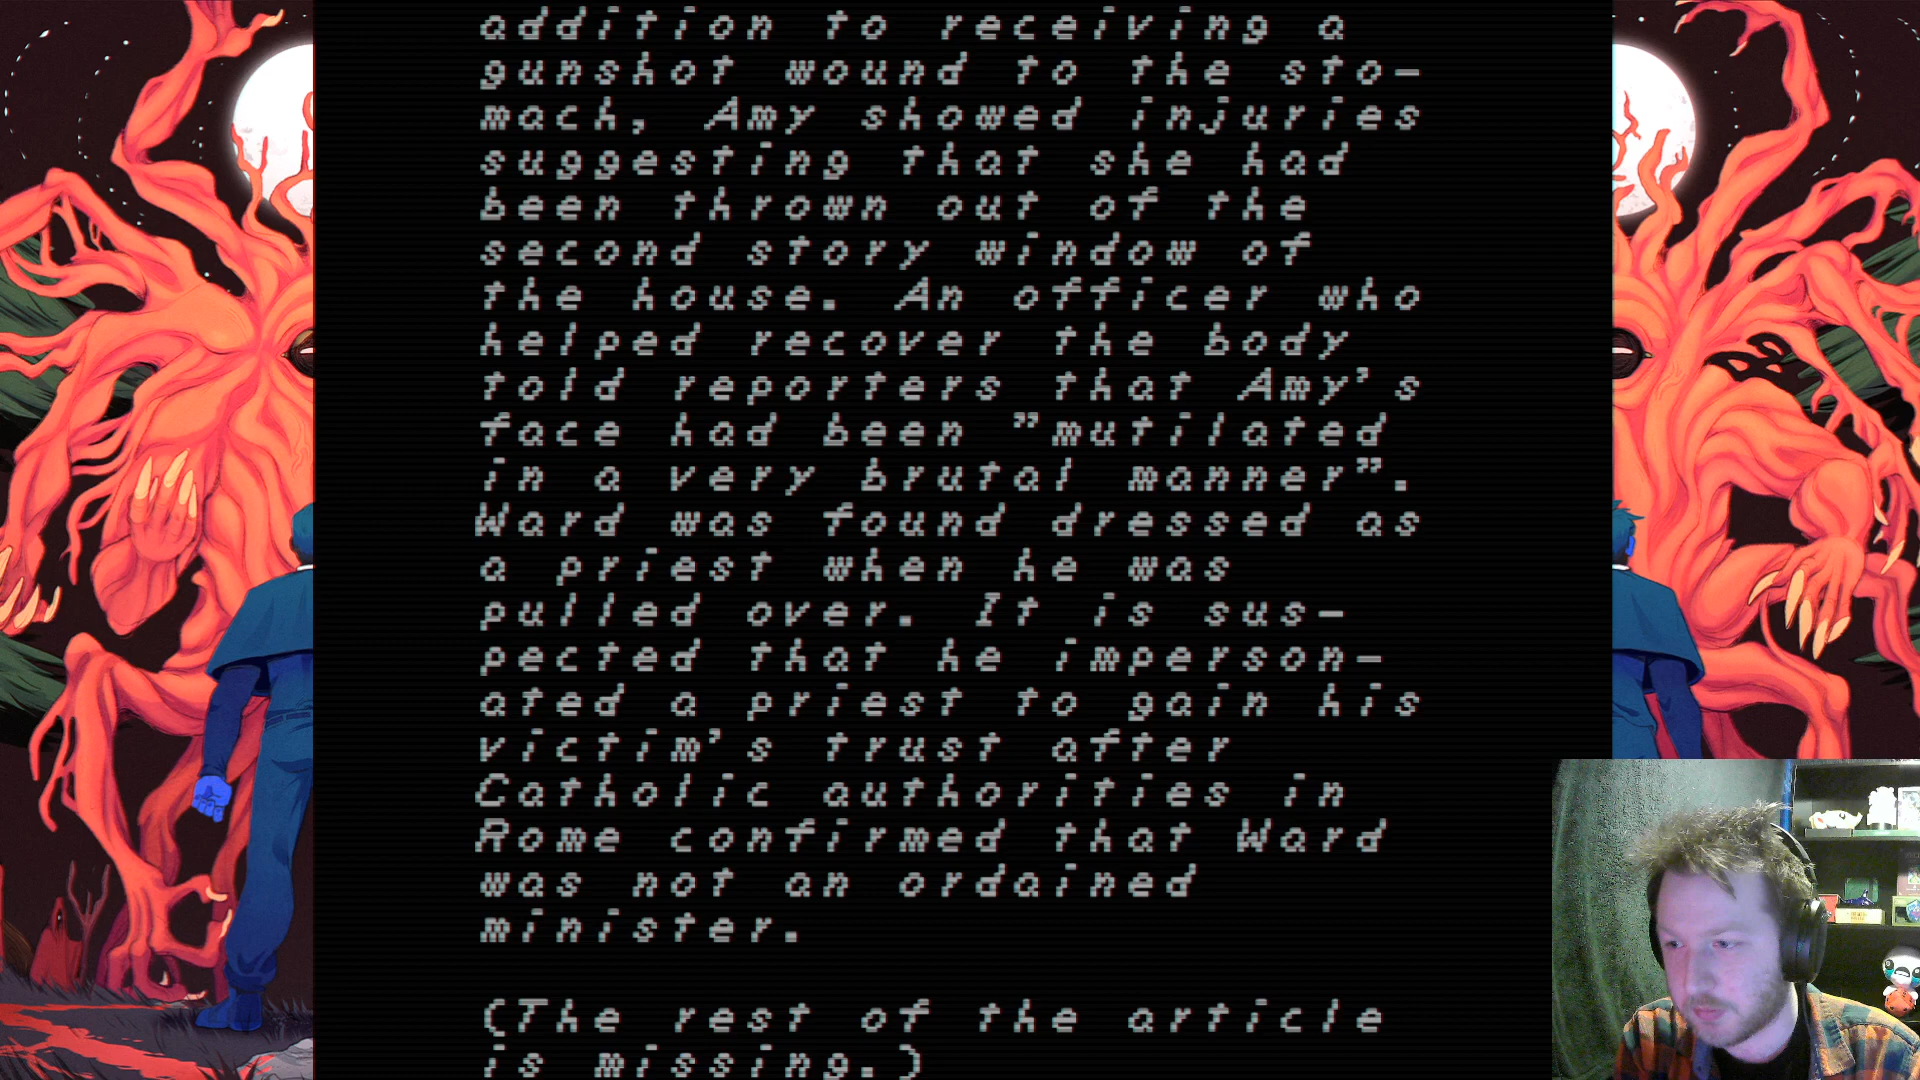 addition to receiving a
gunshot wound to the sto-
mach, Amy showed injuries
suggesting that she had
been thrown out of the
second story window of
the house. An officer who
helped recover the body
told reporters that Amy's
face had been "mutilated
in a very brutal manner".
Ward was found dressed as
a priest when he was
pulled over. It is sus-
pected that he imperson-
ated a priest to gain his
victim's trust after
Catholic authorities in
Rome confirmed that Ward
was not an ordained
minister.
(The rest of the article
is missing.)